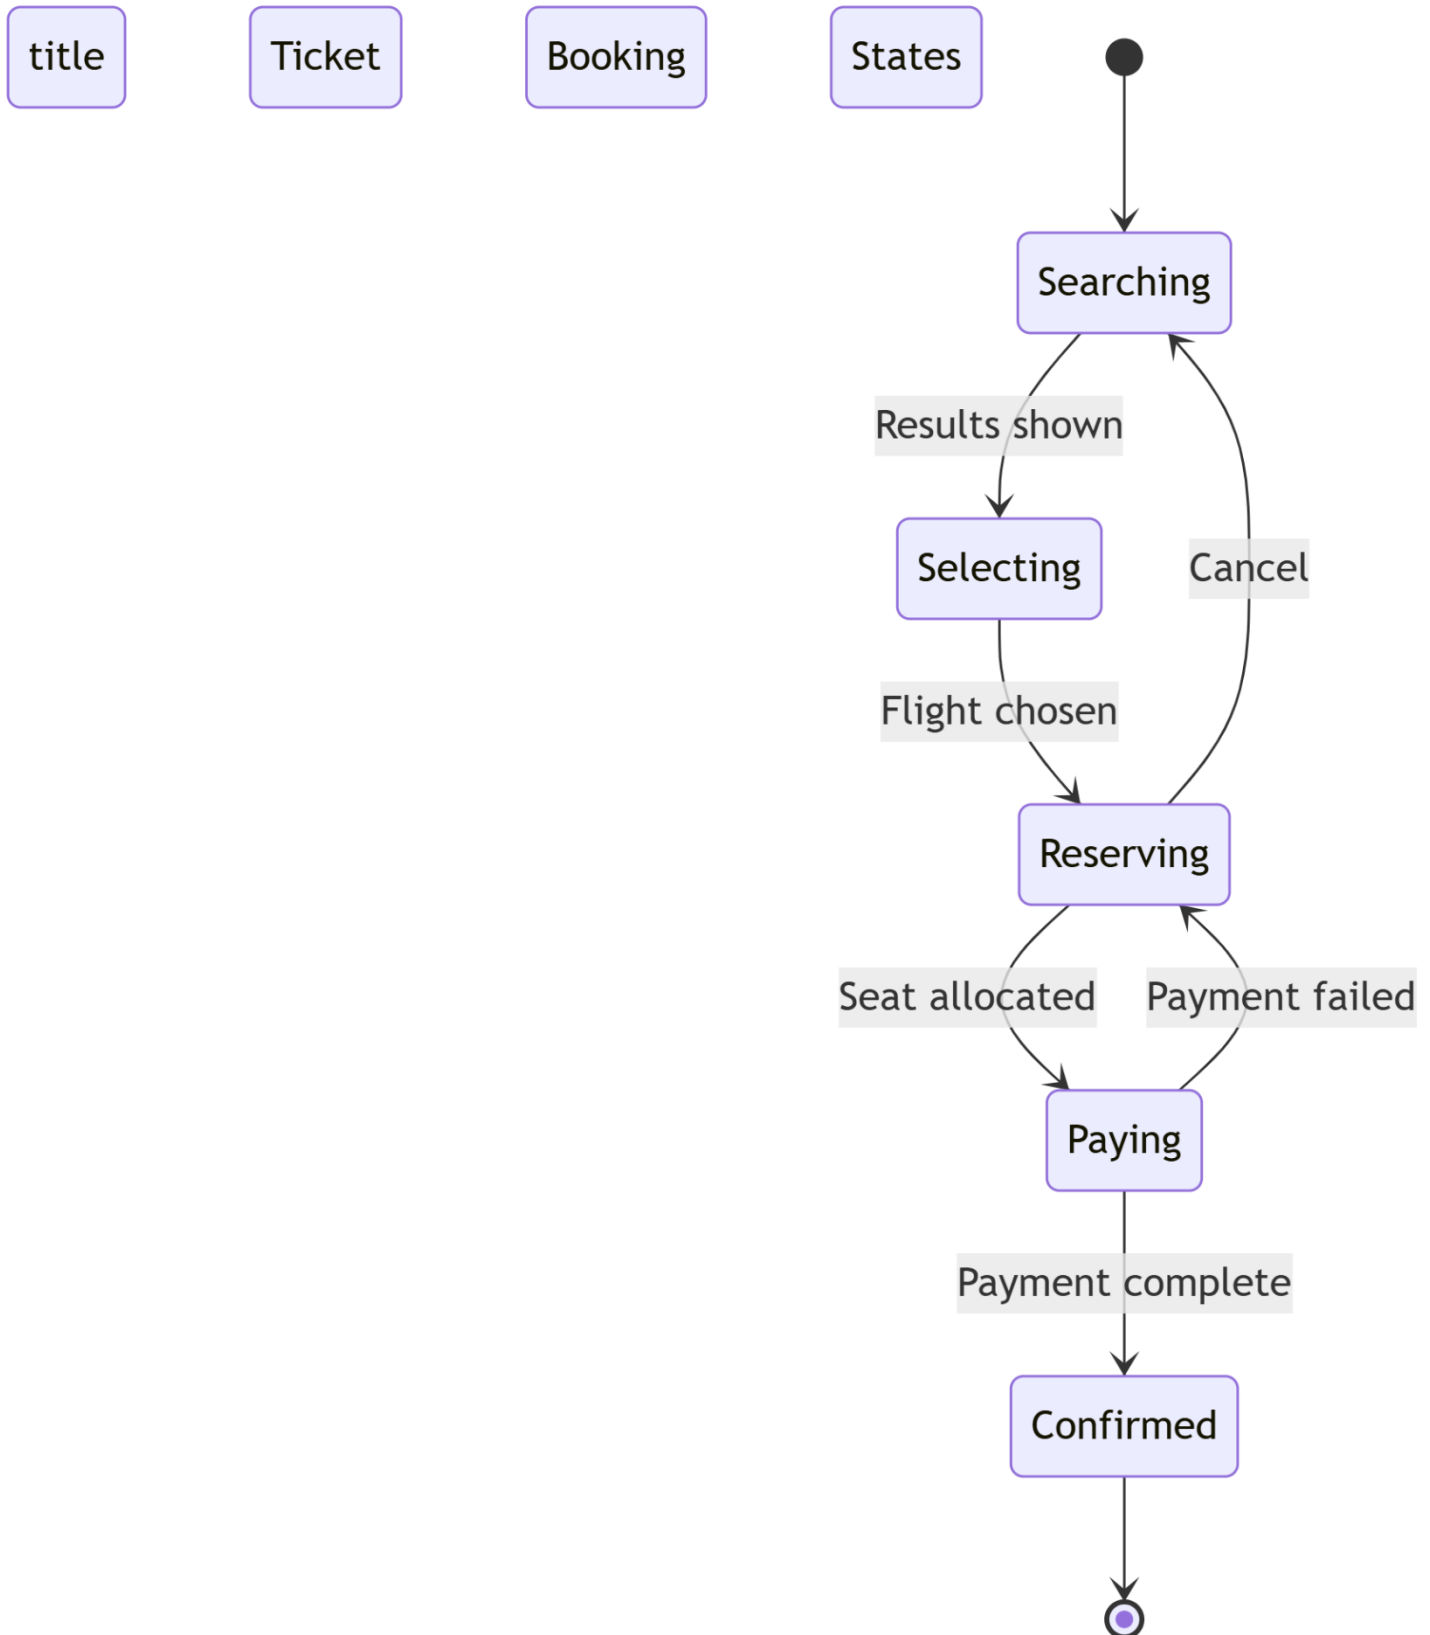 title
Ticket
Booking
States
Searching
Results shown
Selecting
Cancel
Flight chosen
Reserving
Seat allocated
Payment failed
Paying
Payment complete
Confirmed